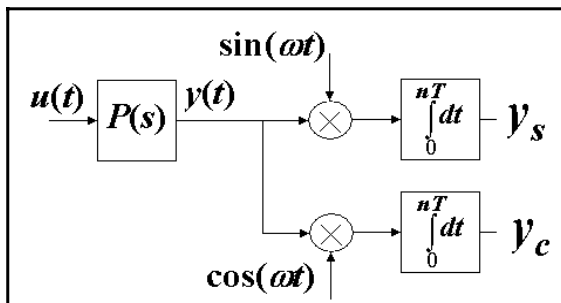 sin(ωt)
u(t)
P(s)
y(t)
nT
∫dt
0
y_s
nT
∫dt
0
y_c
cos(ωt)